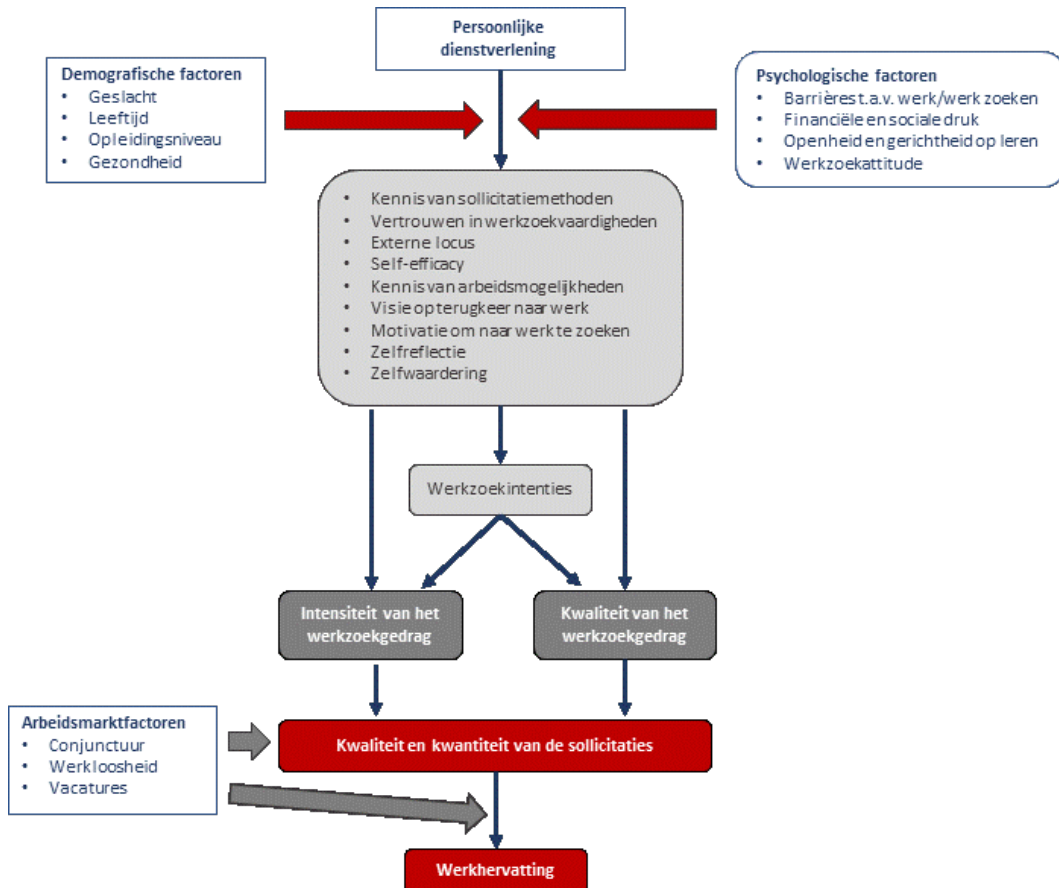 Persoonlijke
dienstverlening
Demografische factoren
• Geslacht
• Leeftijd
• Opleidingsniveau
• Gezondheid
Psychologische factoren
• Barrières t.a.v. werk/werk zoeken
• Financiële en sociale druk
• Openheid en gerichtheid op leren
• Werkzoekattitude
• Kennis van sollicitatiemethoden
• Vertrouwen in werkzoekvaardigheden
• Externe locus
• Self-efficacy
• Kennis van arbeidsmogelijkheden
• Visie op terugkeer naar werk
• Motivatie om naar werk te zoeken
• Zelfreflectie
• Zelfwaardering
Werkzoekintenties
Intensiteit van het
werkzoekgedrag
Kwaliteit van het
werkzoekgedrag
Arbeidsmarktfactoren
• Conjunctuur
• Werkloosheid
• Vacatures
Kwaliteit en kwantiteit van de sollicitaties
Werkhervatting